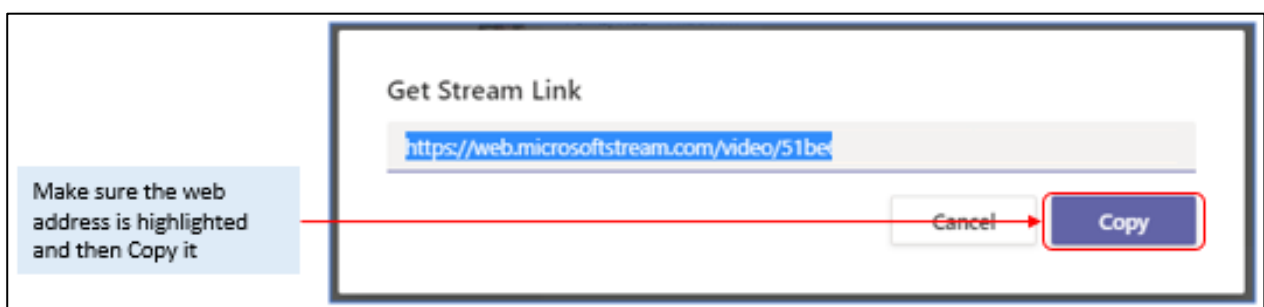 Get Stream Link
https://web.microsoftstream.com/video/51be
Make sure the web
address is highlighted
and then Copy it
Cancel
Copy